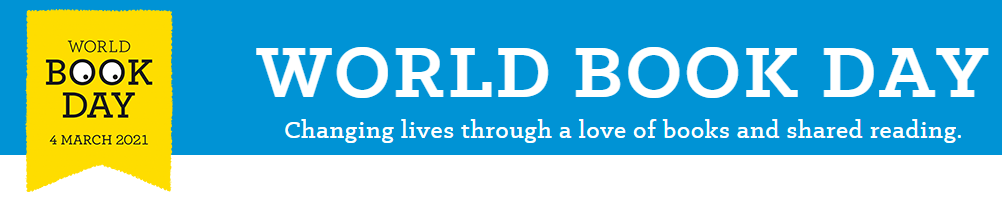 WORLD
BOOK
DAY
4 MARCH 2021
WORLD BOOK DAY
Changing lives through a love of books and shared reading.